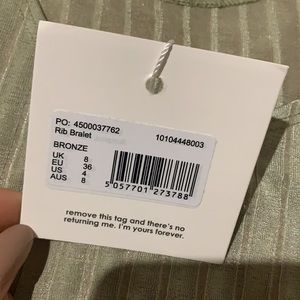 PO: 4500037762
Rib Bralet 10104448003
BRONZE
UK 8
EU 36
US 4
AUS 8
5 057701 273788
remove this tag and there's no
returning me. I'm yours forever.